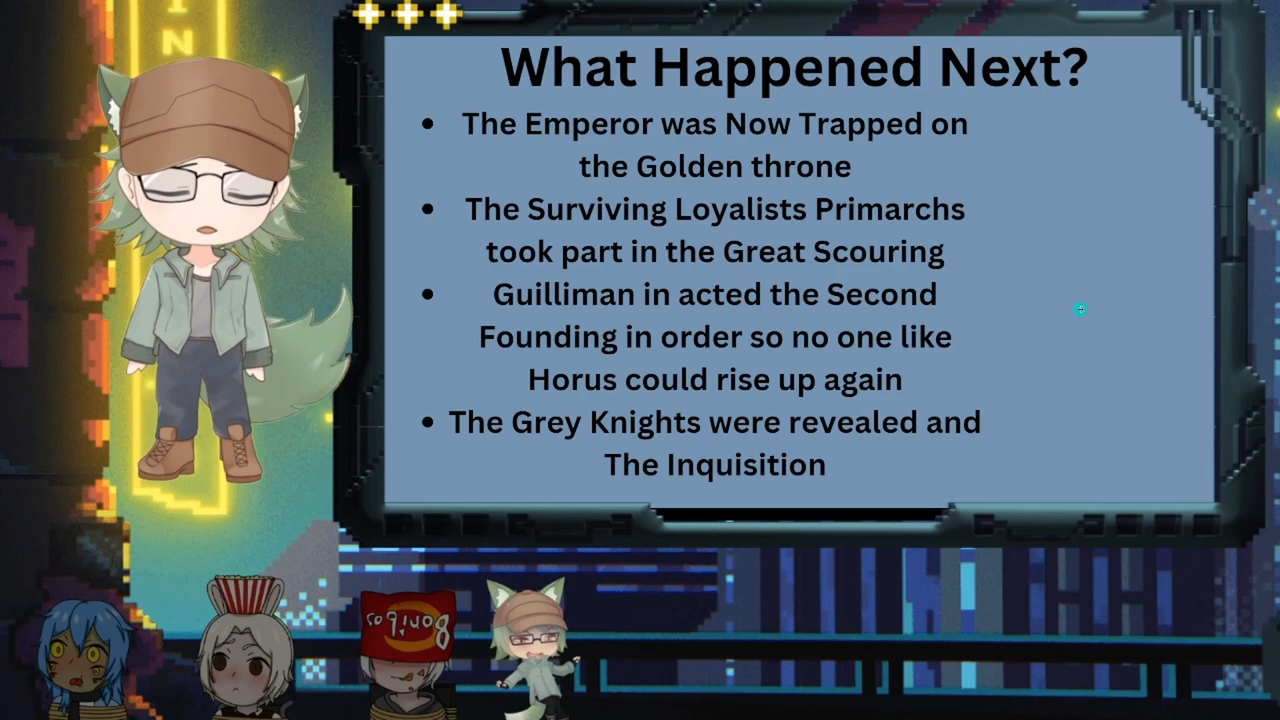 IN
What Happened Next?
• The Emperor was Now Trapped on
the Golden throne
• The Surviving Loyalists Primarchs
took part in the Great Scouring
• Guilliman in acted the Second
Founding in order so no one like
Horus could rise up again
• The Grey Knights were revealed and
The Inquisition